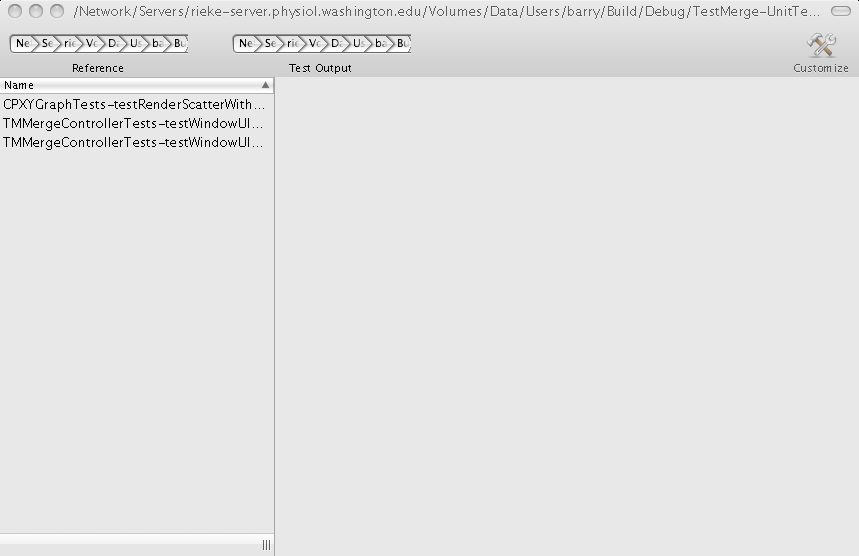 /Network/Servers/rieke-server.physiol.washington.edu/Volumes/Data/Users/barry/Build/Debug/TestMerge-UnitTe...
Ne Se rie Vo Da Us ba Bu Ne Se rie Vo Da Us ba Bu
Reference Test Output Customize
Name
CPXYGraphTests-testRenderScatterWith...
TMMergeControllerTests-testWindowUI...
TMMergeControllerTests-testWindowUI...